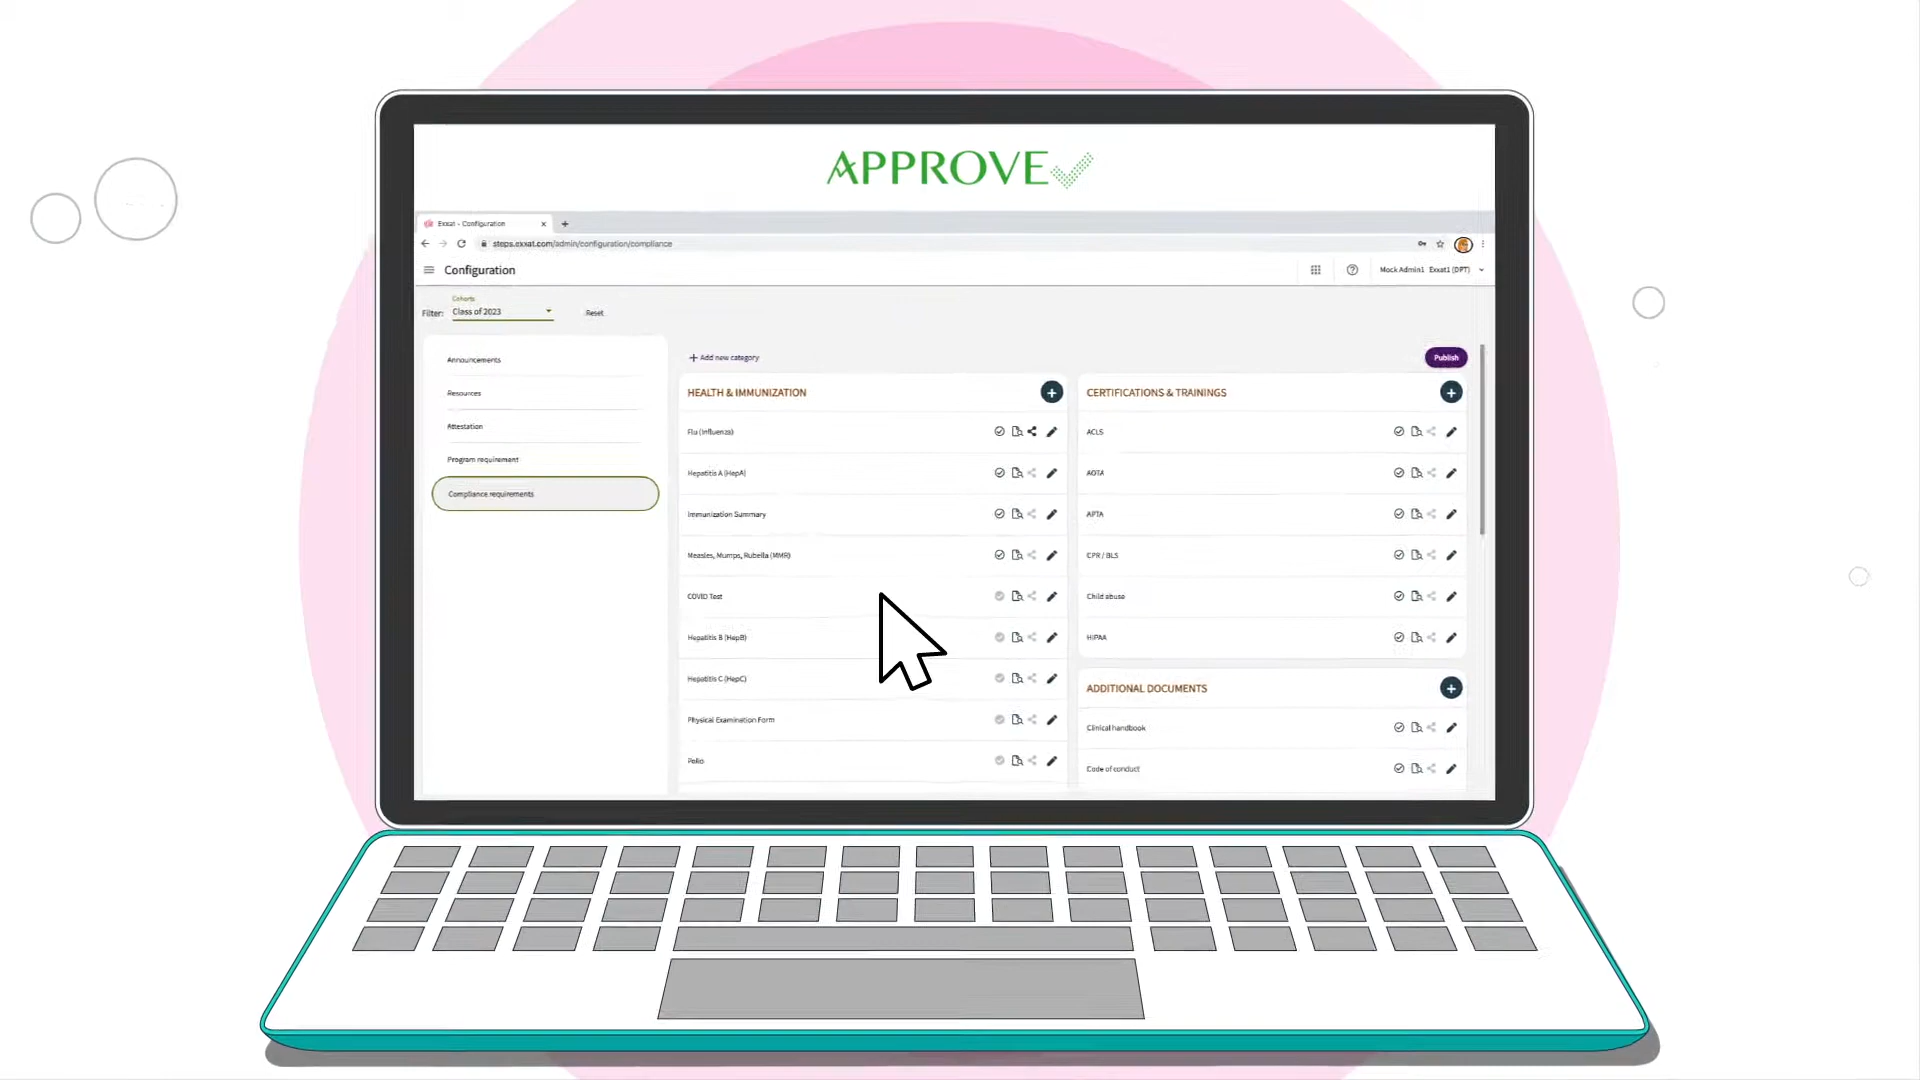 APPROVE
Exxat - Configuration
steps.exxat.com/admin/configuration/compliance
Configuration
Mock Admin1 Exxat1 (DPT)
Cohorts
Filter: Class of 2023 Reset
Announcements
Resources
Attestation
Program requirement
Compliance requirements
+ Add new category
Publish
HEALTH & IMMUNIZATION
Flu (Influenza)
Hepatitis A (HepA)
Immunization Summary
Measles, Mumps, Rubella (MMR)
COVID Test
Hepatitis B (HepB)
Hepatitis C (HepC)
Physical Examination Form
Polio
CERTIFICATIONS & TRAININGS
ACLS
AOTA
APTA
CPR / BLS
Child abuse
HIPAA
ADDITIONAL DOCUMENTS
Clinical handbook
Code of conduct